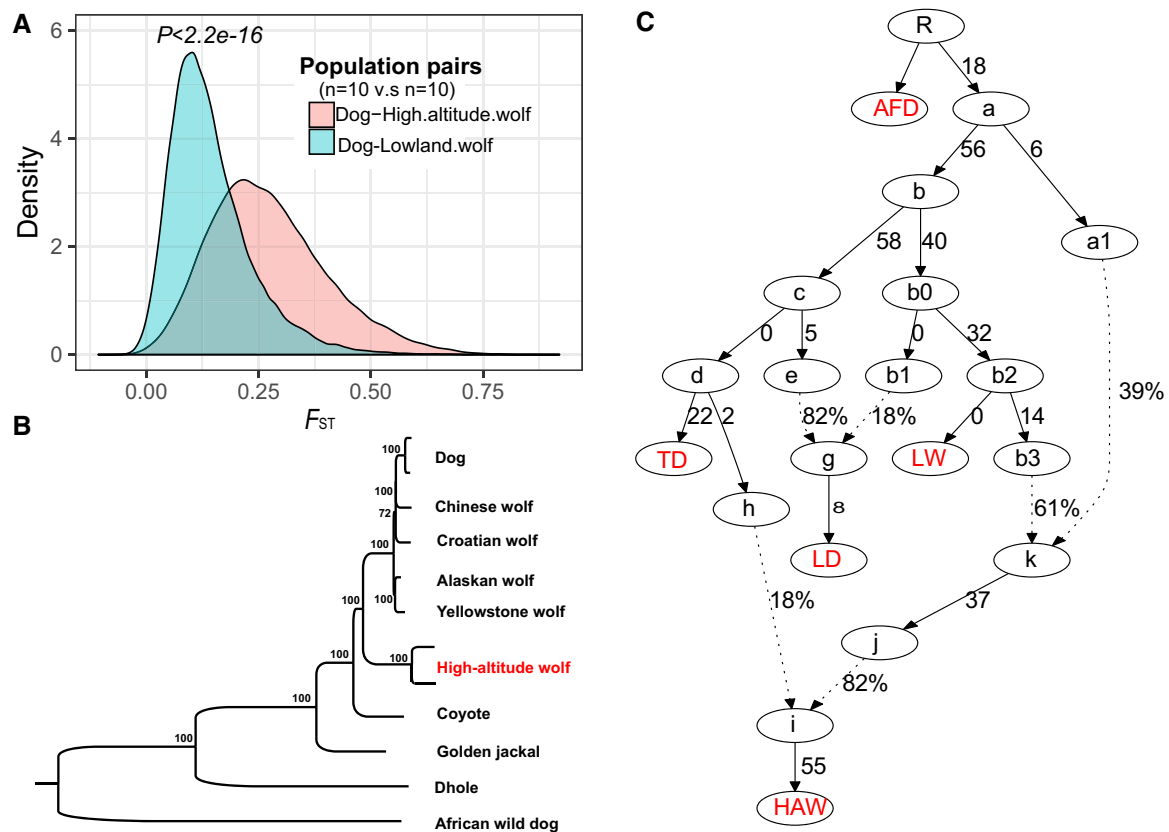 A
P<2.2e-16
Population pairs
(n=10 v.s n=10)
Dog−High.altitude.wolf
Dog-Lowland.wolf
Density
6
4
2
0
0.00 0.25 0.50 0.75
FST
B
100
Dog
100
Chinese wolf
72
100
Croatian wolf
Alaskan wolf
100
Yellowstone wolf
100
100
High-altitude wolf
100
Coyote
100
Golden jackal
100
Dhole
African wild dog
C
R
18
AFD a
56 6
b a1
58 40
c b0
0 5 0 32
d e b1 b2
39%
22 2 82% 18% 0 14
TD g LW b3
h 8 61%
LD k
18% 37
j
82%
i
55
HAW